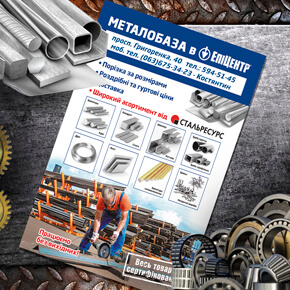 МЕТАЛОБАЗА В ЕПІЦЕНТР
просп. Григоренка, 40 тел.: 594-51-45
моб. тел. (063)675-34-23 - Костянтин
• Порізка за розмірами
• Роздрібні та гуртові ціни
• Доставка
• Широкий асортимент від СТАЛЬРЕСУРС
Працюємо
без вихідних!
Весь товар